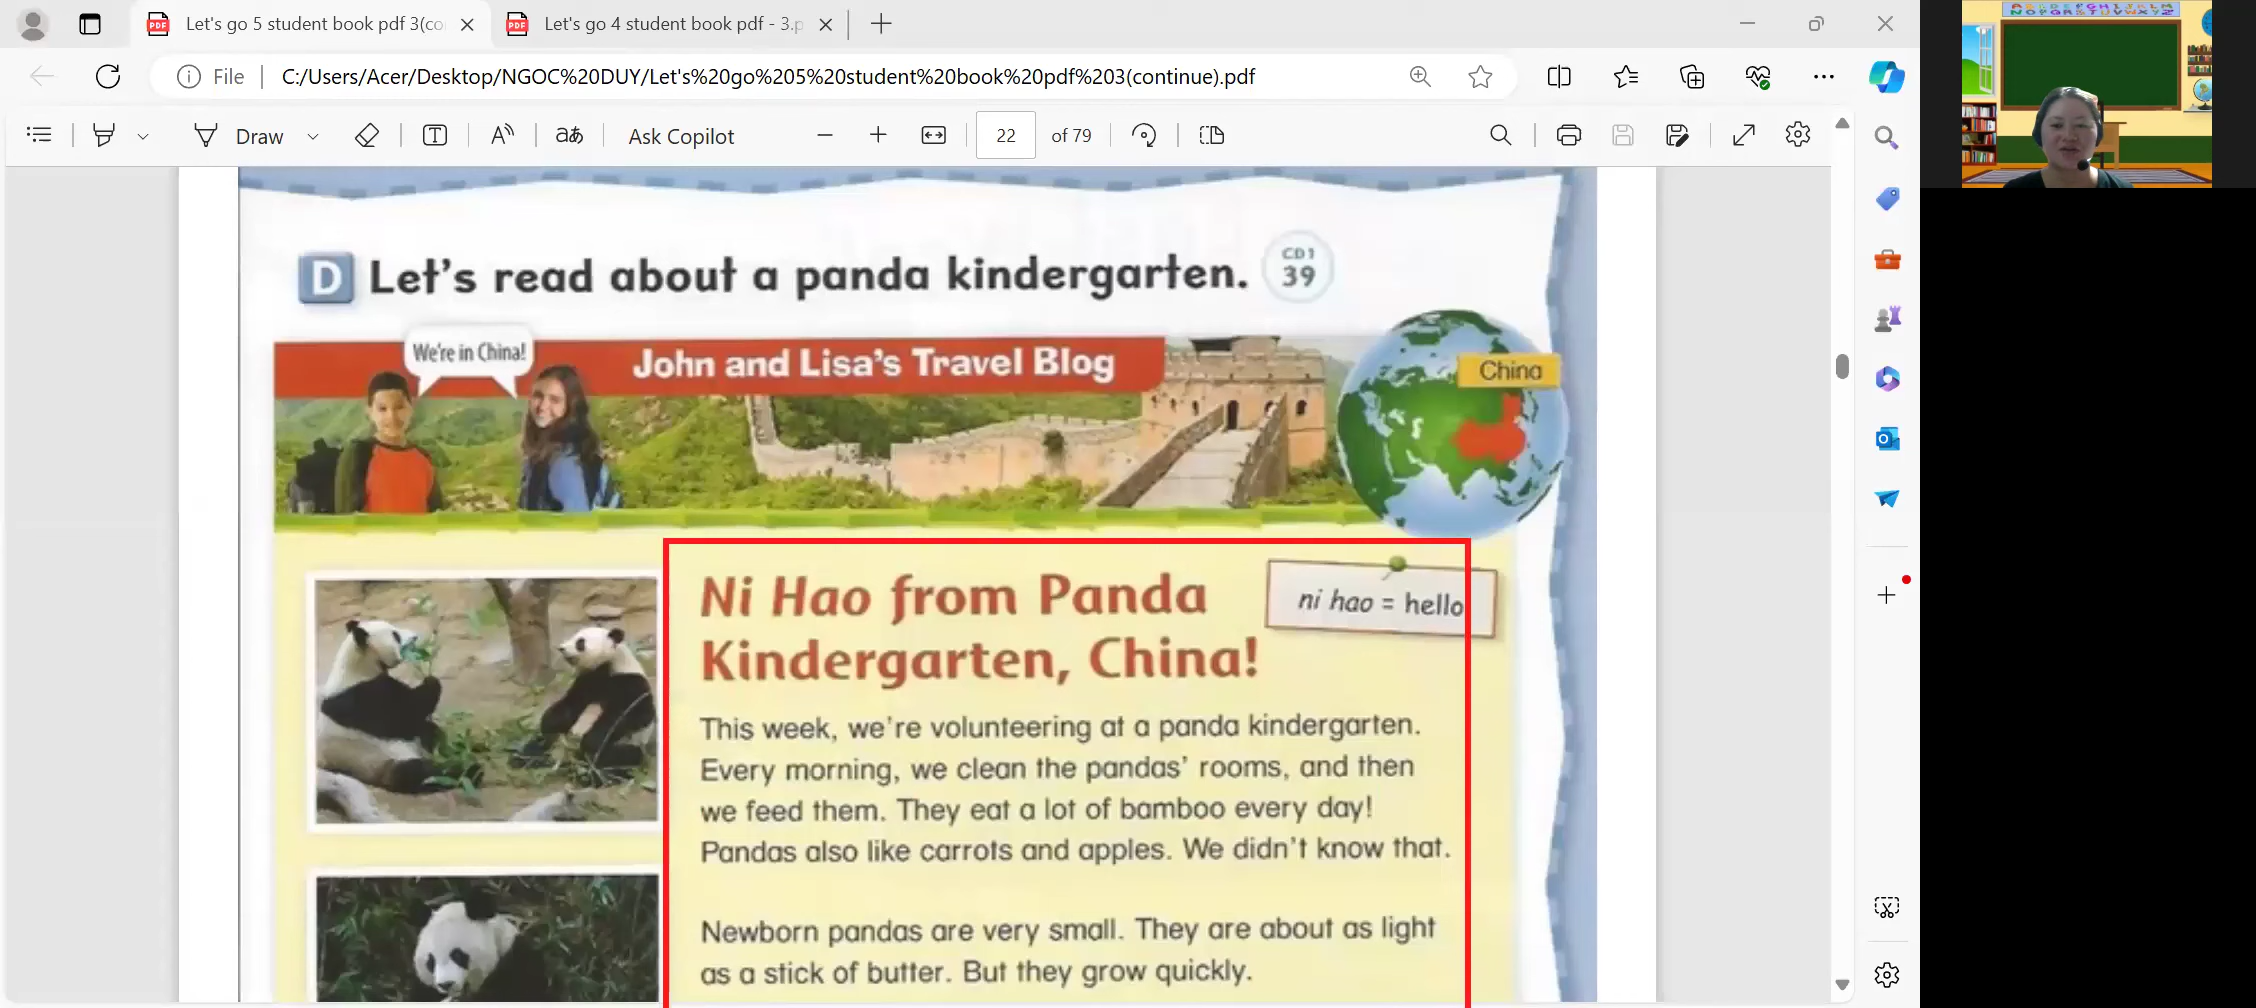 Let's go 5 student book pdf 3(co
Let's go 4 student book pdf - 3.p
File
C:/Users/Acer/Desktop/NGOC%20DUY/Let's%20go%205%20student%20book%20pdf%203(continue).pdf
Draw
Ask Copilot
22 of 79
D Let's read about a panda kindergarten. CD1 39
We're in China!
John and Lisa's Travel Blog
China
Ni Hao from Panda
Kindergarten, China!
ni hao = hello
This week, we're volunteering at a panda kindergarten.
Every morning, we clean the pandas' rooms, and then
we feed them. They eat a lot of bamboo every day!
Pandas also like carrots and apples. We didn't know that.
Newborn pandas are very small. They are about as light
as a stick of butter. But they grow quickly.